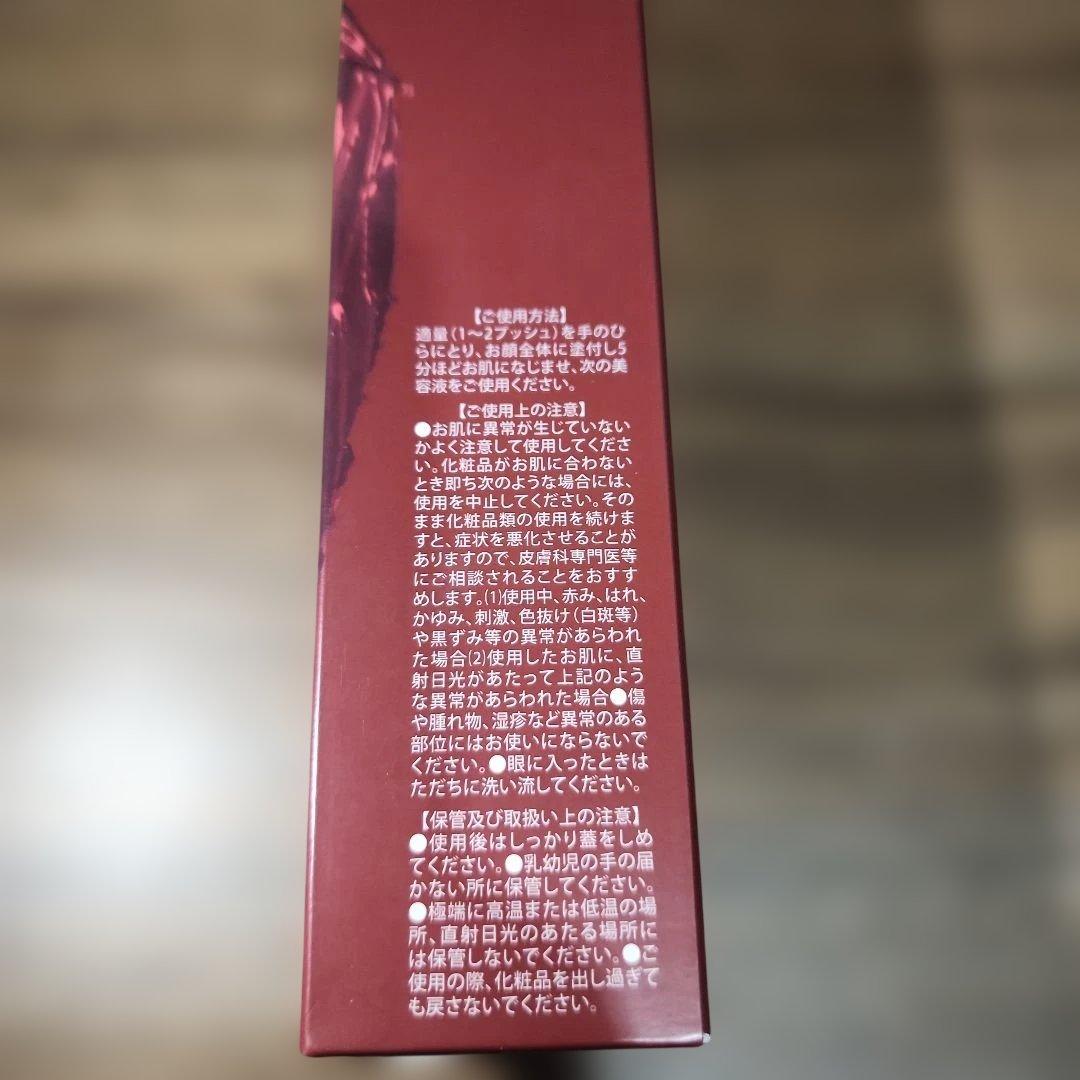 【ご使用方法】
適量(1〜2プッシュ)を手のひ
らにとり、お顔全体に塗付し5
分ほどお肌になじませ、次の美
容液をご使用ください。
【ご使用上の注意】
●お肌に異常が生じていない
かよく注意して使用してくださ
い。化粧品がお肌に合わない
とき即ち次のような場合には、
使用を中止してください。その
まま化粧品類の使用を続けま
すと、症状を悪化させることが
ありますので、皮膚科専門医等
にご相談されることをおすす
めします。(1)使用中、赤み、はれ、
かゆみ、刺激、色抜け(白斑等)
や黒ずみ等の異常があらわれ
た場合(2)使用したお肌に、直
射日光があたって上記のよう
な異常があらわれた場合●傷
や腫れ物、湿疹など異常のある
部位にはお使いにならないで
ください。●眼に入ったときは
ただちに洗い流してください。
【保管及び取扱い上の注意】
●使用後はしっかり蓋をしめ
てください。●乳幼児の手の届
かない所に保管してください。
●極端に高温または低温の場
所、直射日光のあたる場所に
は保管しないでください。●ご
使用の際、化粧品を出し過ぎて
も戻さないでください。